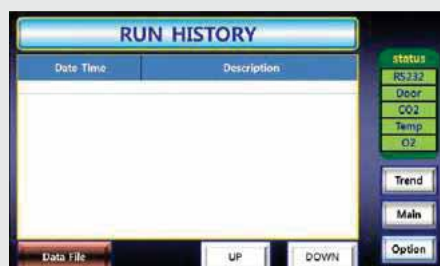 RUN HISTORY
Date Time Description
status
RS232
Door
CO2
Temp
O2
Trend
Main
Option
Data File UP DOWN